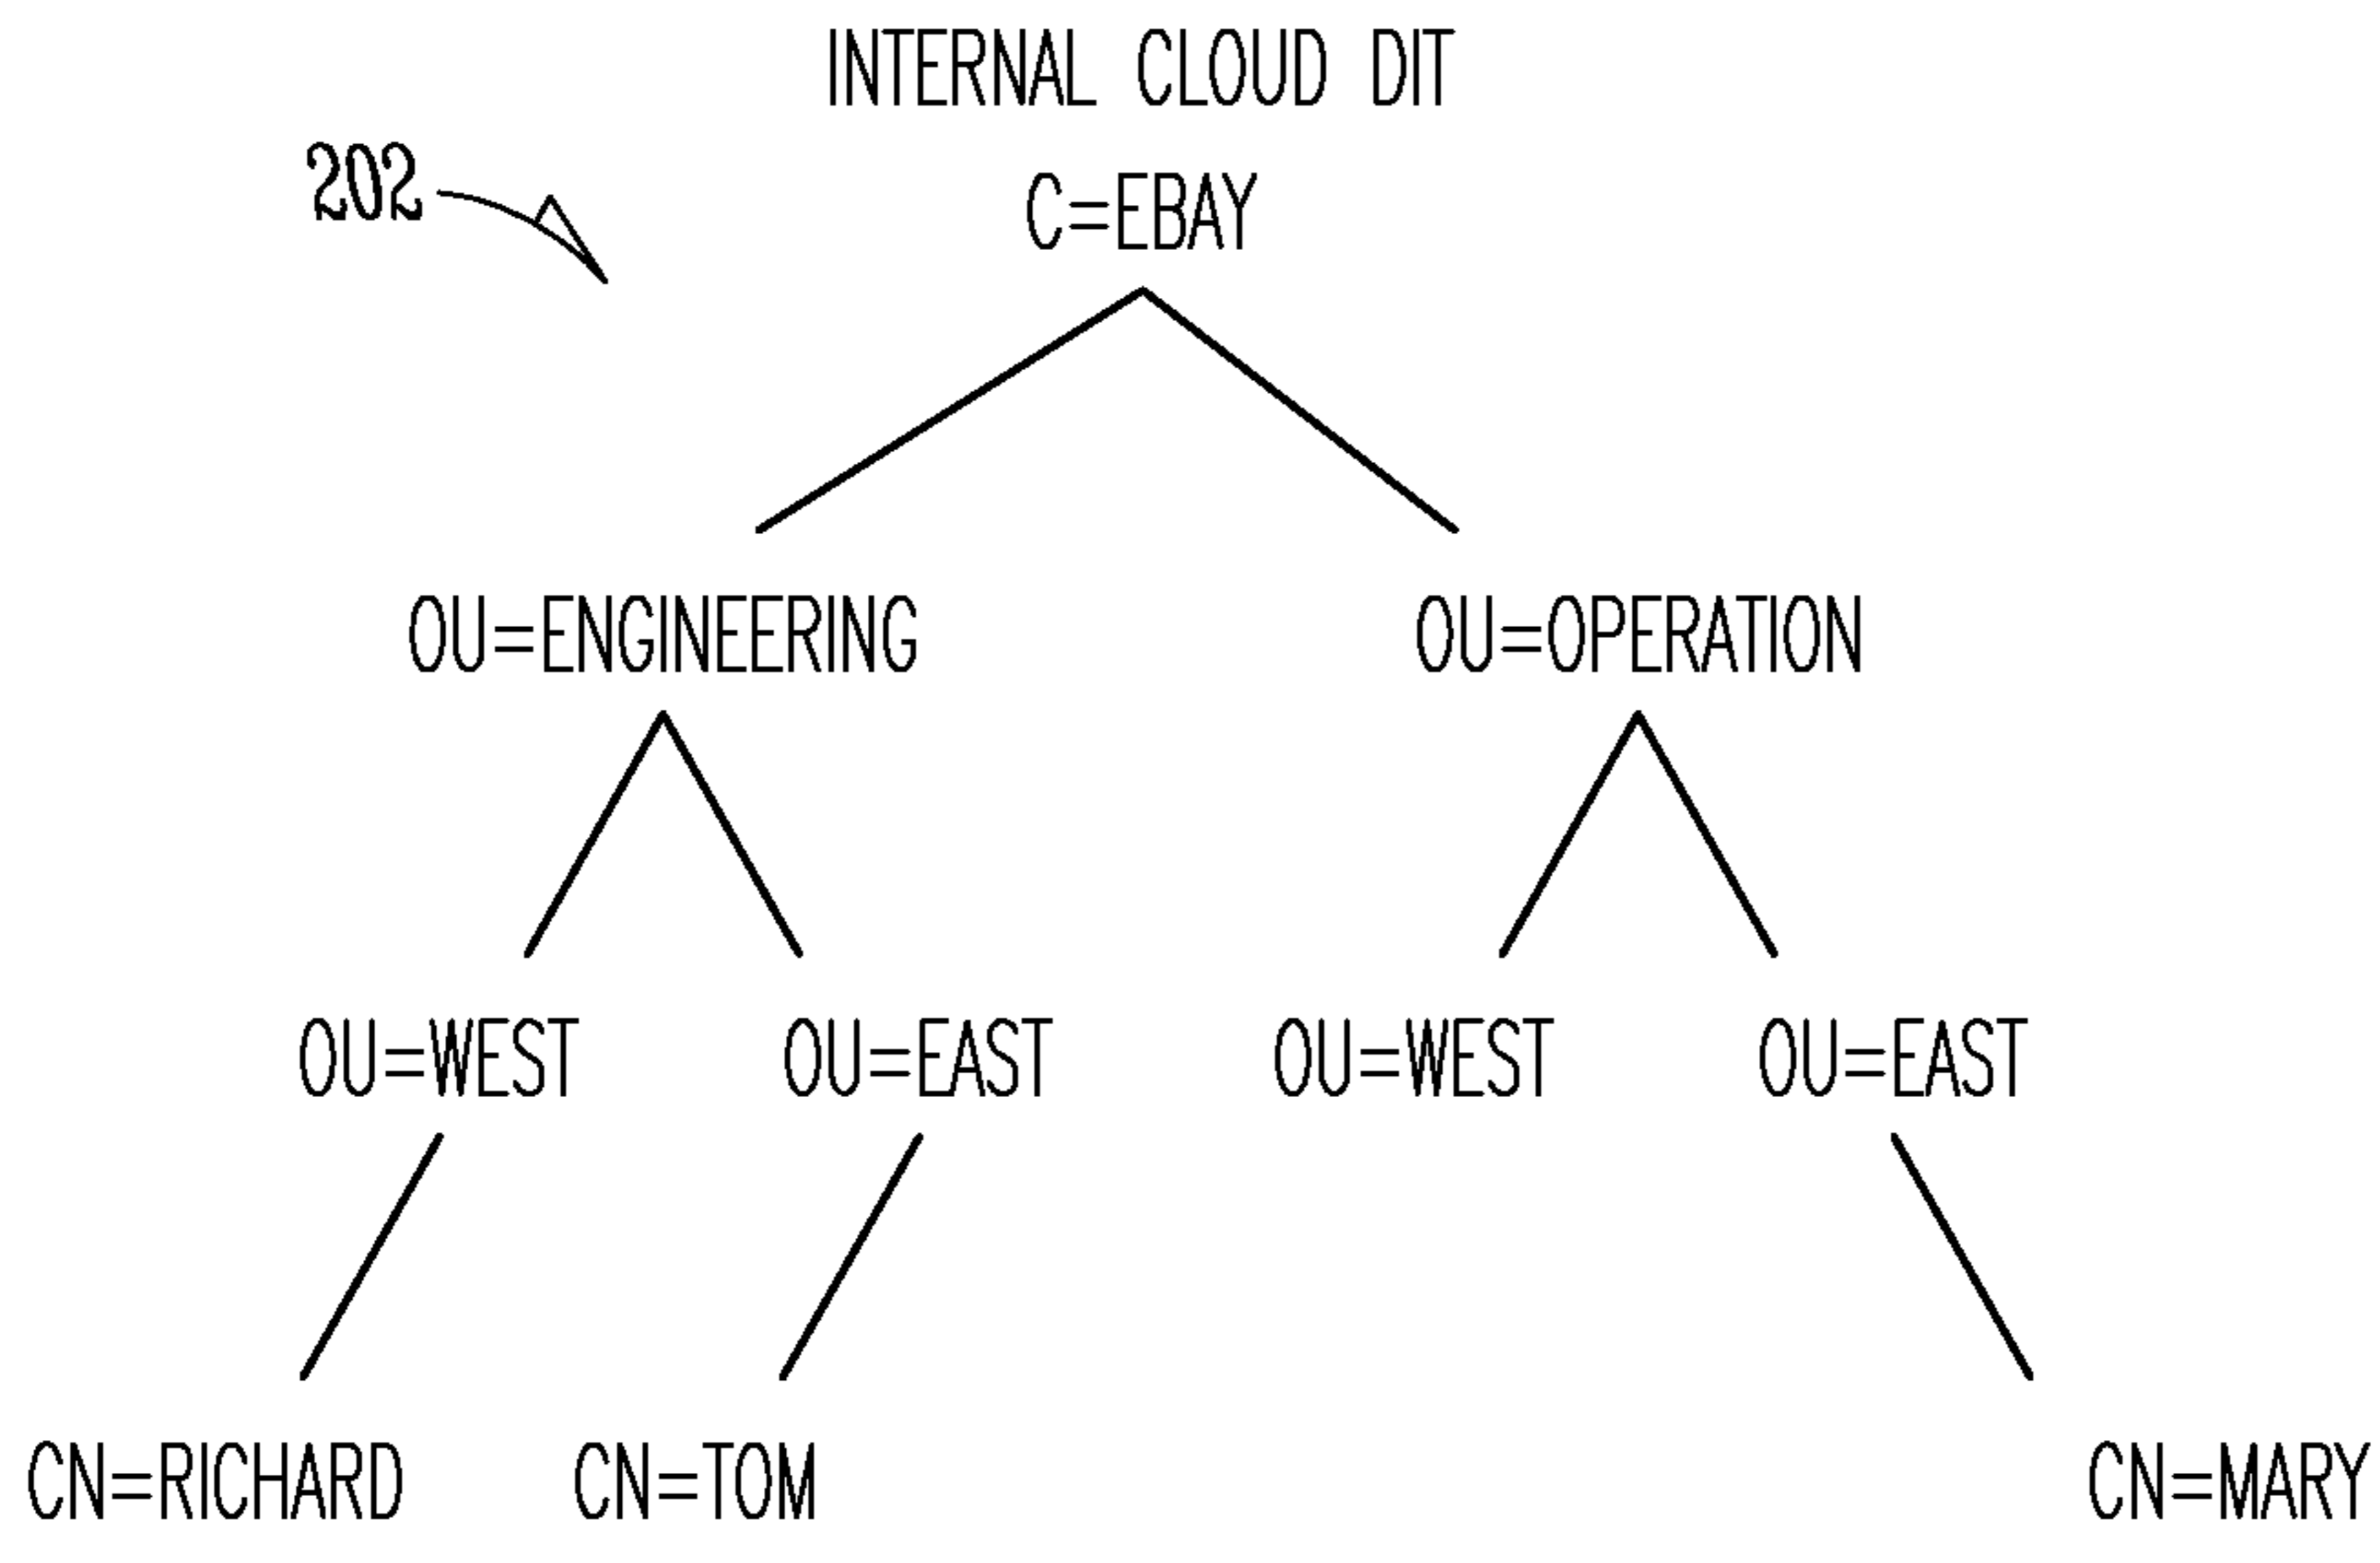 INTERNAL CLOUD DIT
202
C=EBAY
OU=ENGINEERING
OU=OPERATION
OU=WEST
OU=EAST
OU=WEST
OU=EAST
CN=RICHARD
CN=TOM
CN=MARY